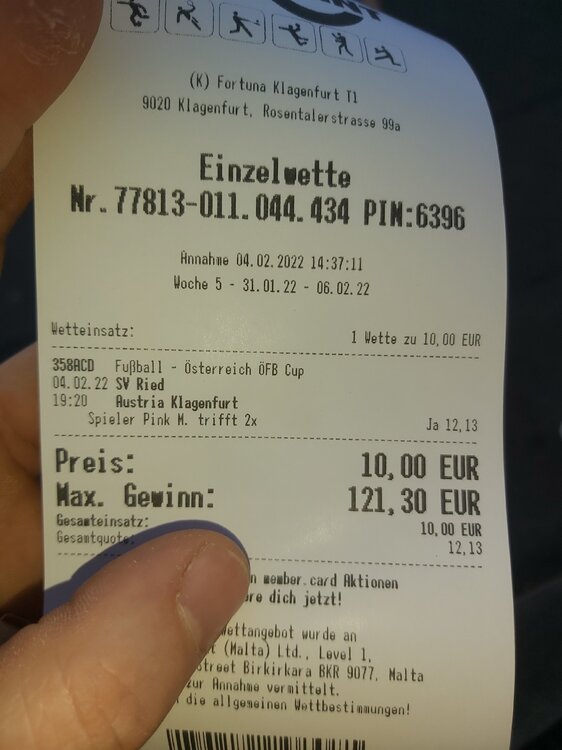 (K) Fortuna Klagenfurt T1
9020 Klagenfurt, Rosentalerstrasse 99a
Einzelwette
Nr. 77813-011.044.434 PIN:6396
Annahme 04.02.2022 14:37:11
Woche 5 - 31.01.22 - 06.02.22
Wetteinsatz: 1 Wette zu 10,00 EUR
358ACD Fußball - Österreich ÖFB Cup
04.02.22 SV Ried
19:20 Austria Klagenfurt
Spieler Pink M. trifft 2x Ja 12,13
Preis: 10,00 EUR
Max. Gewinn: 121,30 EUR
Gesamteinsatz: 10,00 EUR
Gesamtquote: 12,13
member.card Aktionen
dich jetzt!
wurde an
(Malta) Ltd., Level 1,
Birkirkara BKR 9077, Malta
zur Annahme vermittelt.
die allgemeinen Wettbestimmungen!